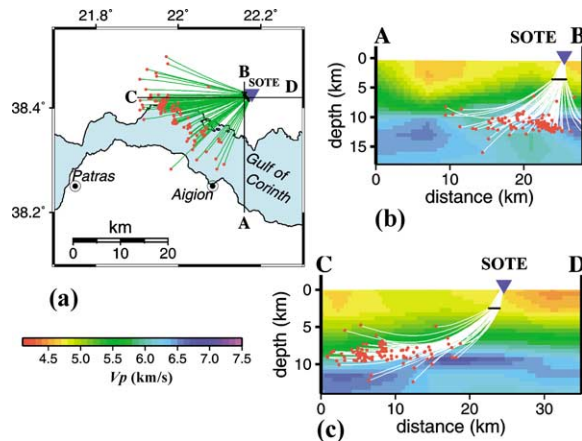 21.8 22 22.2
38.4
38.2
B
C
SOTE
D
Gulf of
Corinth
Patras
Aigion
A
km
0 10 20
(a)
4.5 5.0 5.5 6.0 6.5 7.0 7.5
Vp (km/s)
A SOTE B
depth (km)
0
5
10
15
0 10 20
distance (km)
(b)
C SOTE D
depth (km)
0
5
10
0 10 20 30
distance (km)
(c)